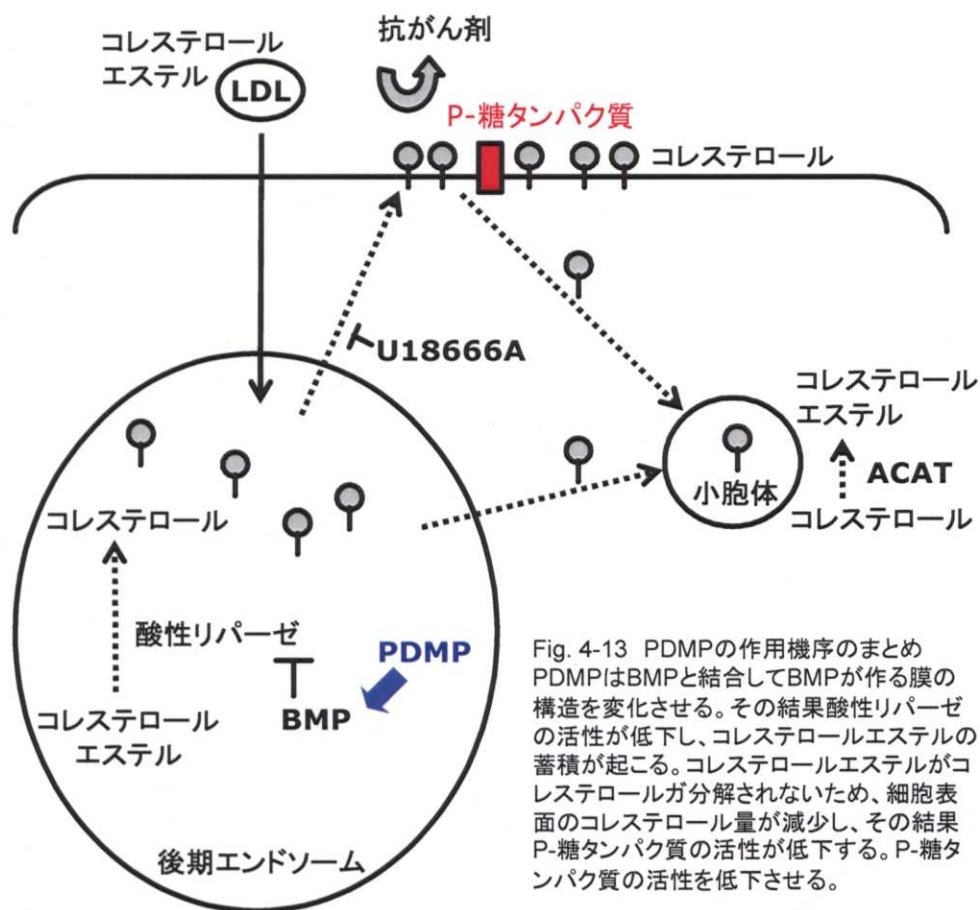 コレステロール
エステル
LDL
抗がん剤
P-糖タンパク質
コレステロール
U18666A
コレステロール
エステル
小胞体
ACAT
コレステロール
コレステロール
酸性リパーゼ
PDMP
BMP
コレステロール
エステル
後期エンドソーム
Fig. 4-13 PDMPの作用機序のまとめ
PDMPはBMPと結合してBMPが作る膜の
構造を変化させる。その結果酸性リパーゼ
の活性が低下し、コレステロールエステルの
蓄積が起こる。コレステロールエステルがコ
レステロールガ分解されないため、細胞表
面のコレステロール量が減少し、その結果
P-糖タンパク質の活性が低下する。P-糖タ
ンパク質の活性を低下させる。